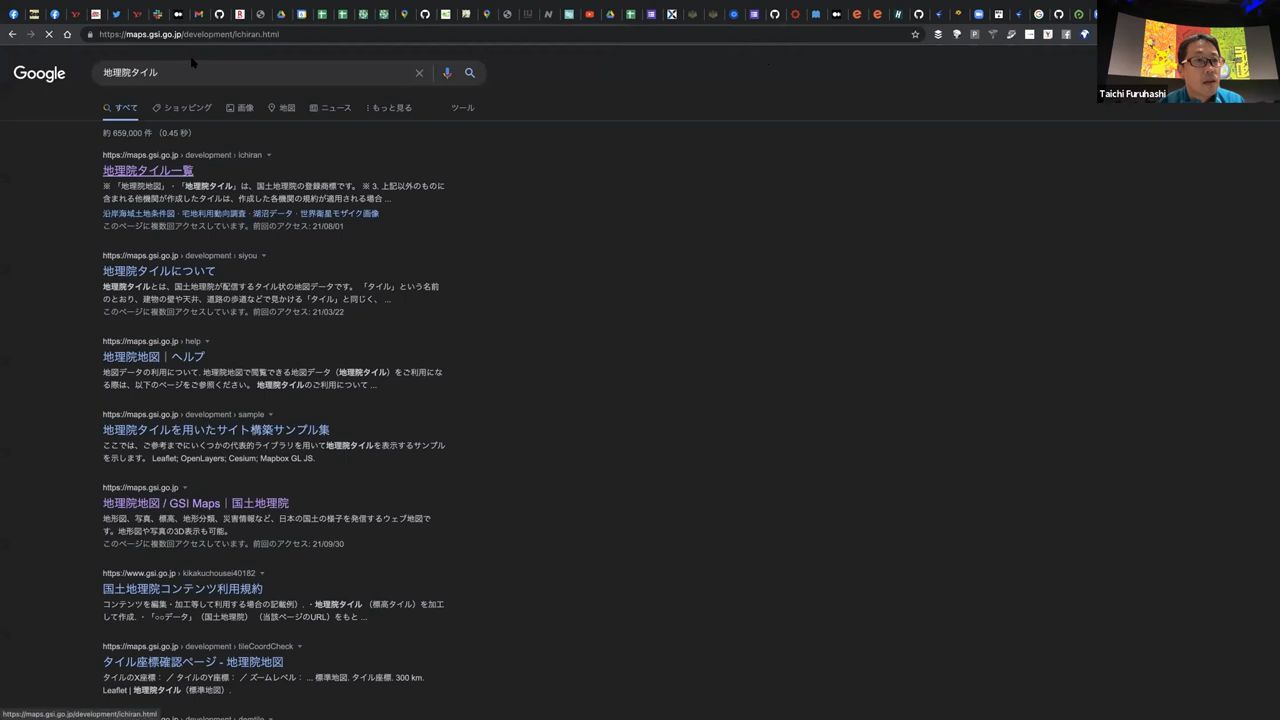 https://maps.gsi.go.jp/development/ichiran.html
Taichi Furuhashi
Google
地理院タイル
すべて
ショッピング
画像
地図
ニュース
もっと見る
ツール
約 659,000 件 （0.45 秒）
https://maps.gsi.go.jp › development › ichiran
地理院タイル一覧
※ 「地理院地図」・「地理院タイル」は、国土地理院の登録商標です。 ※ 3. 上記以外のものに
含まれる他機関が作成したタイルは、作成した各機関の規約が適用される場合 ...
沿岸海域土地条件図 · 宅地利用動向調査 · 湖沼データ · 世界衛星モザイク画像
このページに複数回アクセスしています。前回のアクセス: 21/08/01
https://maps.gsi.go.jp › development › siyou
地理院タイルについて
地理院タイルとは、国土地理院が配信するタイル状の地図データです。 「タイル」という名前
のとおり、建物の壁や天井、道路の歩道などで見かける「タイル」と同じく、 ...
このページに複数回アクセスしています。前回のアクセス: 21/03/22
https://maps.gsi.go.jp › help
地理院地図｜ヘルプ
地図データの利用について. 地理院地図で閲覧できる地図データ（地理院タイル）をご利用にな
る際は、以下のページをご参照ください。 地理院タイルのご利用について ...
https://maps.gsi.go.jp › development › sample
地理院タイルを用いたサイト構築サンプル集
ここでは、ご参考までにいくつかの代表的ライブラリを用いて地理院タイルを表示するサンプル
を示します。 Leaflet; OpenLayers; Cesium; Mapbox GL JS.
https://maps.gsi.go.jp
地理院地図 / GSI Maps｜国土地理院
地形図、写真、標高、地形分類、災害情報など、日本の国土の様子を発信するウェブ地図で
す。地形図や写真の3D表示も可能。
このページに複数回アクセスしています。前回のアクセス: 21/09/30
https://www.gsi.go.jp › kikakuchousei40182
国土地理院コンテンツ利用規約
コンテンツを編集・加工等して利用する場合の記載例）. ・地理院タイル （標高タイル）を加工
して作成. ・「○○データ」（国土地理院） （当該ページのURL）をもと ...
https://maps.gsi.go.jp › development › tileCoordCheck
タイル座標確認ページ - 地理院地図
タイルのX座標： ／ タイルのY座標： ／ ズームレベル： ... 標準地図. タイル座標. 300 km.
Leaflet | 地理院タイル（標準地図）.
https://maps.gsi.go.jp/development/ichiran.html